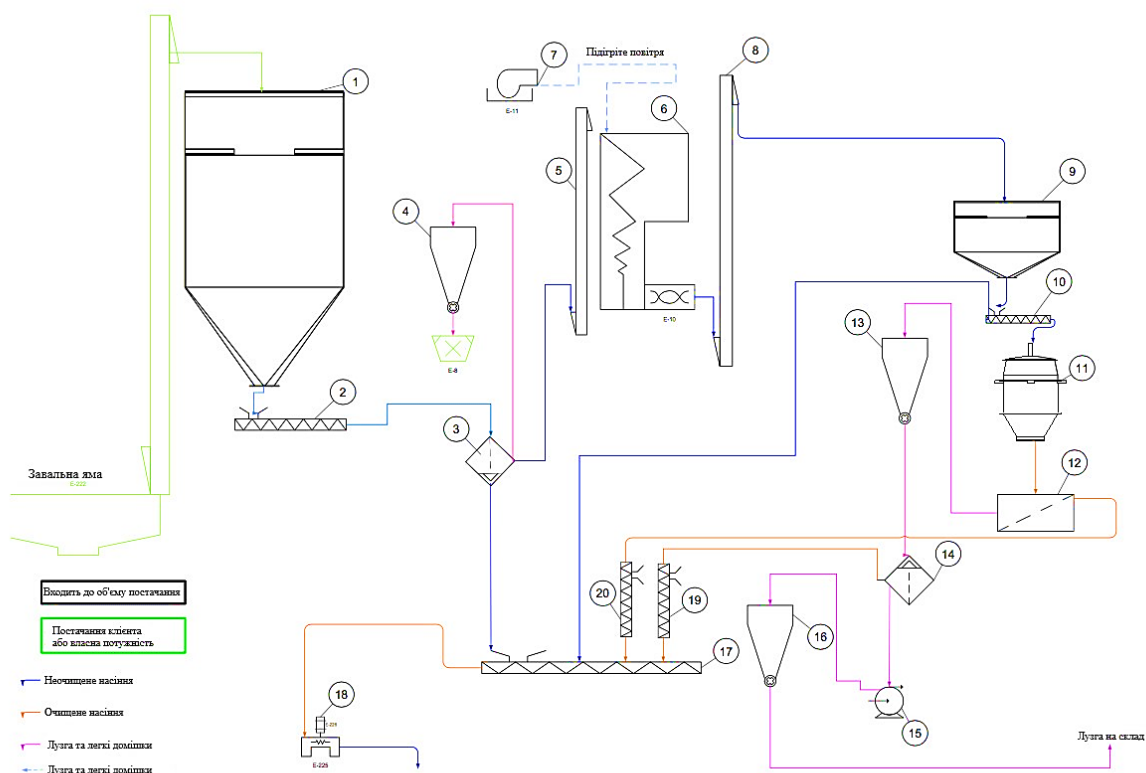 Підігріте повітря
7
8
1
E-11
6
5
9
4
10
E-10
13
E-8
11
2
3
12
Завальна яма
E-222
14
20
19
Входить до об'єму постачання
16
Постачання клієнта
або власна потужність
17
Неочищене насіння
18
15
Очищене насіння
Лузга на склад
Лузга та легкі домішки
E-225
Лузга та легкі домішки